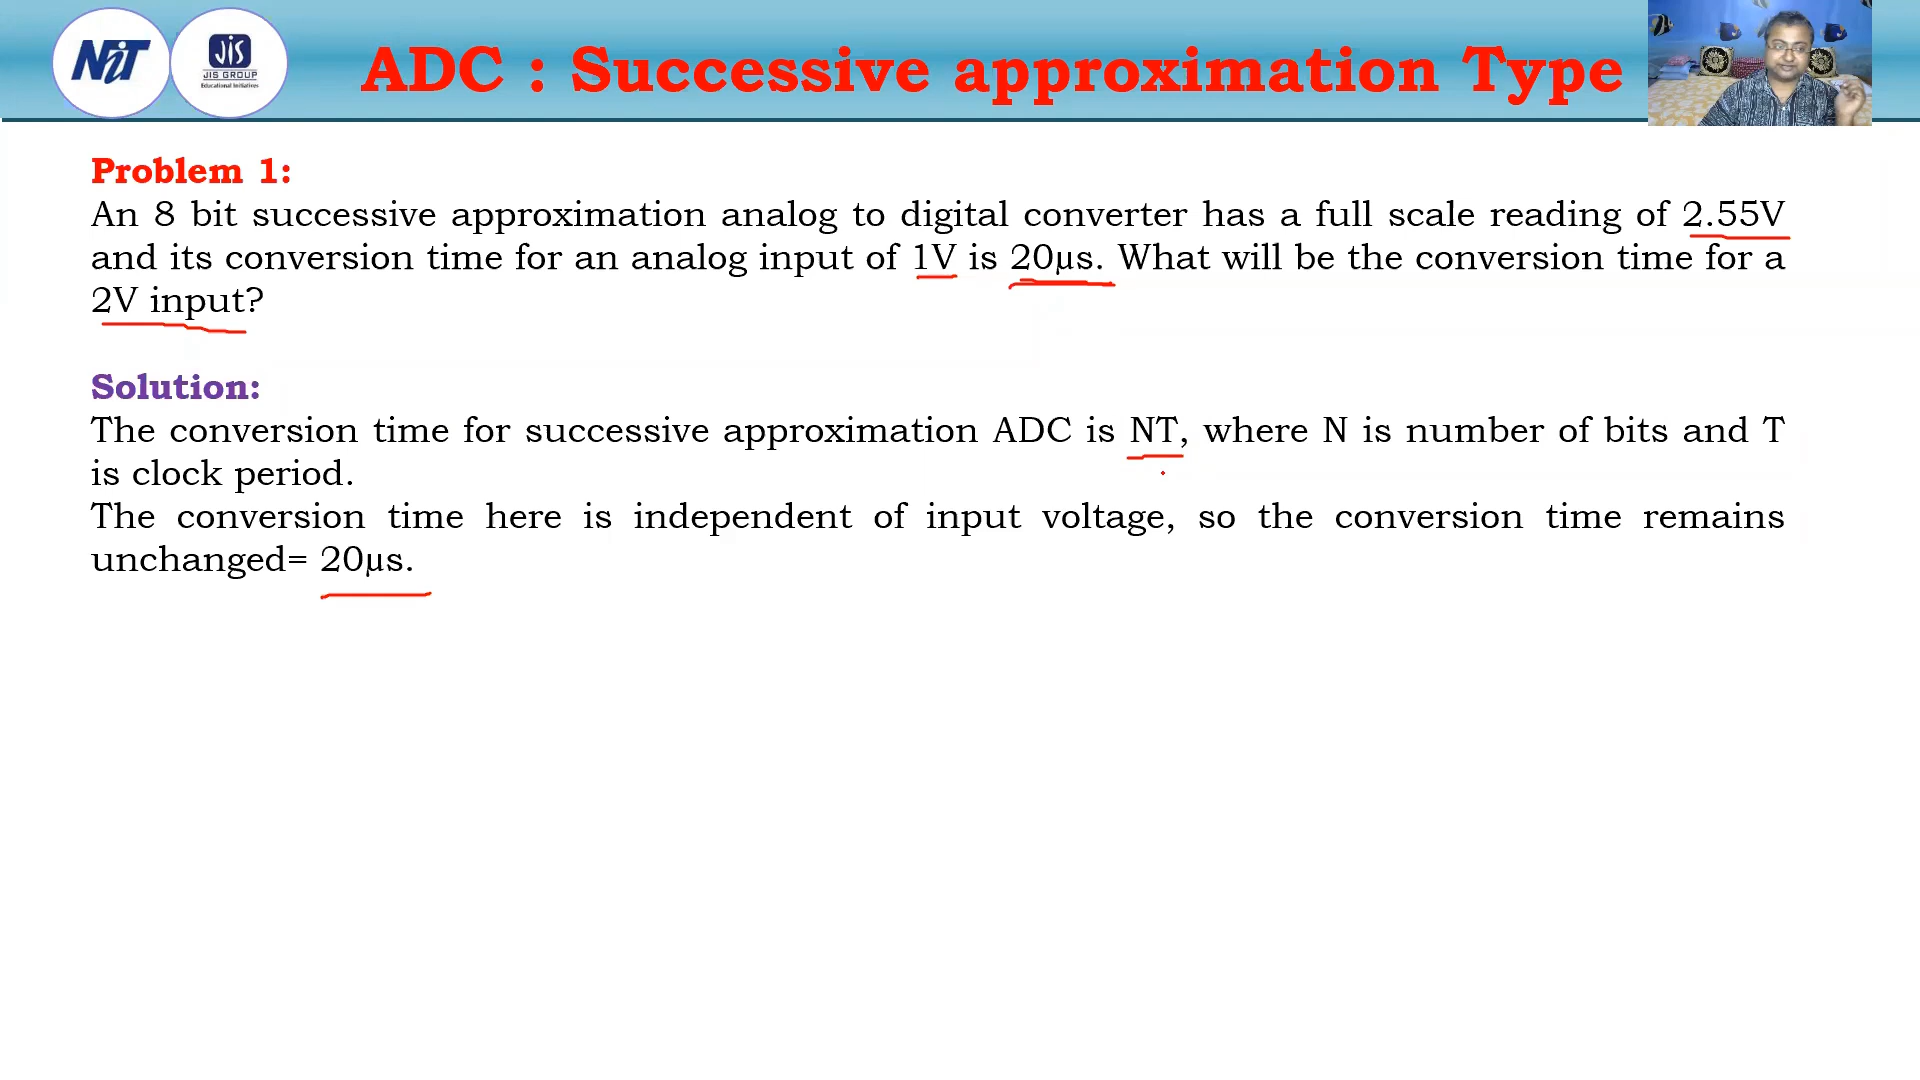 NiT
JIS
JIS GROUP
Educational Initiatives
ADC : Successive approximation Type
Problem 1:
An 8 bit successive approximation analog to digital converter has a full scale reading of 2.55V
and its conversion time for an analog input of 1V is 20µs. What will be the conversion time for a
2V input?
Solution:
The conversion time for successive approximation ADC is NT, where N is number of bits and T
is clock period.
The conversion time here is independent of input voltage, so the conversion time remains
unchanged= 20µs.